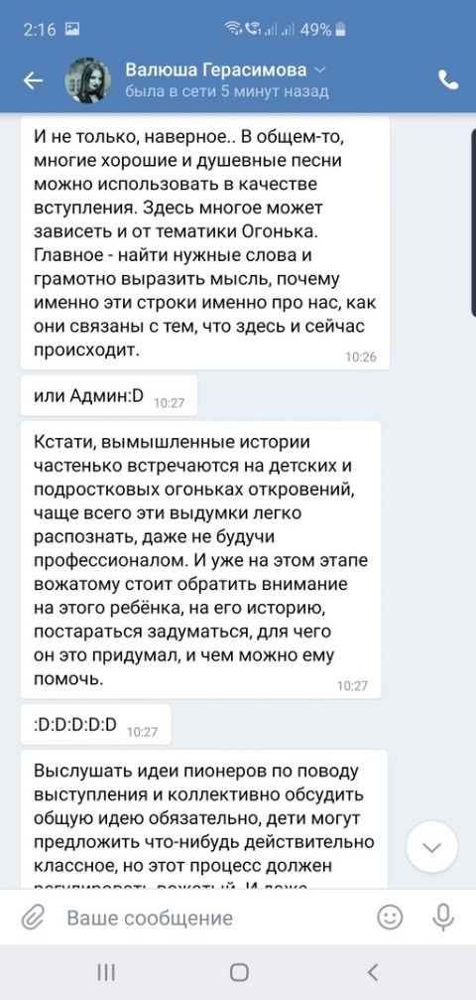 2:16 49%
Валюша Герасимова
была в сети 5 минут назад
И не только, наверное.. В общем-то,
многие хорошие и душевные песни
можно использовать в качестве
вступления. Здесь многое может
зависеть и от тематики Огонька.
Главное - найти нужные слова и
грамотно выразить мысль, почему
именно эти строки именно про нас, как
они связаны с тем, что здесь и сейчас
происходит.
10:26
или Админ:D 10:27
Кстати, вымышленные истории
частенько встречаются на детских и
подростковых огоньках откровений,
чаще всего эти выдумки легко
распознать, даже не будучи
профессионалом. И уже на этом этапе
вожатому стоит обратить внимание
на этого ребёнка, на его историю,
постараться задуматься, для чего
он это придумал, и чем можно ему
помочь.
10:27
:D:D:D:D:D 10:27
Выслушать идеи пионеров по поводу
выступления и коллективно обсудить
общую идею обязательно, дети могут
предложить что-нибудь действительно
классное, но этот процесс должен
регулировать вожатый. И даже
Ваше сообщение